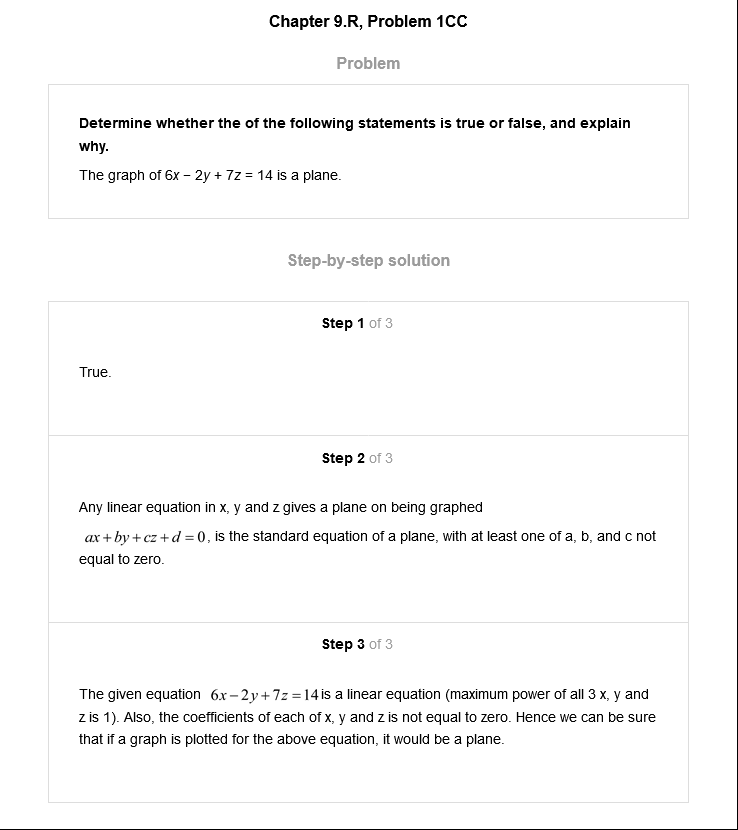 Chapter 9.R, Problem 1CC
Problem
Determine whether the of the following statements is true or false, and explain
why.
The graph of 6x − 2y + 7z = 14 is a plane.
Step-by-step solution
Step 1 of 3
True.
Step 2 of 3
Any linear equation in x, y and z gives a plane on being graphed
ax + by + cz + d = 0, is the standard equation of a plane, with at least one of a, b, and c not
equal to zero.
Step 3 of 3
The given equation 6x − 2y + 7z = 14 is a linear equation (maximum power of all 3 x, y and
z is 1). Also, the coefficients of each of x, y and z is not equal to zero. Hence we can be sure
that if a graph is plotted for the above equation, it would be a plane.